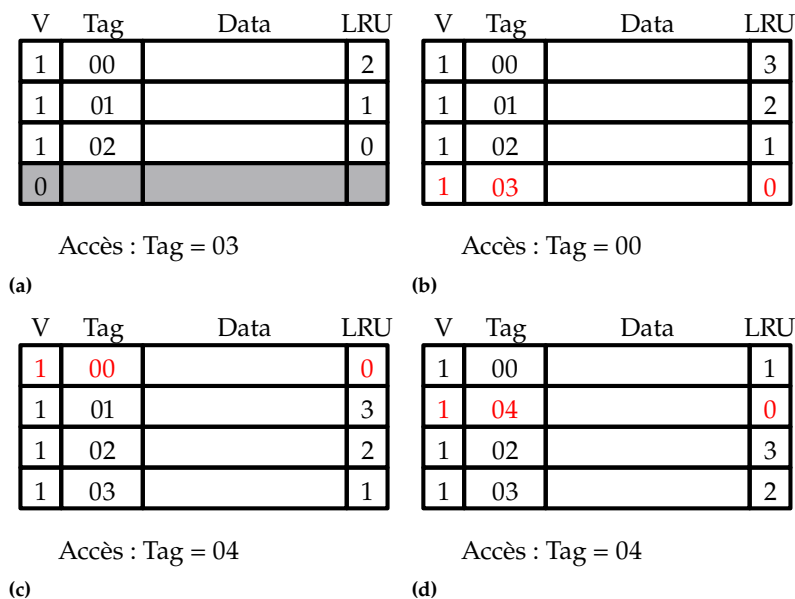 V Tag Data LRU
1 00 2
1 01 1
1 02 0
0
Accès : Tag = 03
(a)
V Tag Data LRU
1 00 3
1 01 2
1 02 1
1 03 0
Accès : Tag = 00
(b)
V Tag Data LRU
1 00 0
1 01 3
1 02 2
1 03 1
Accès : Tag = 04
(c)
V Tag Data LRU
1 00 1
1 04 0
1 02 3
1 03 2
Accès : Tag = 04
(d)